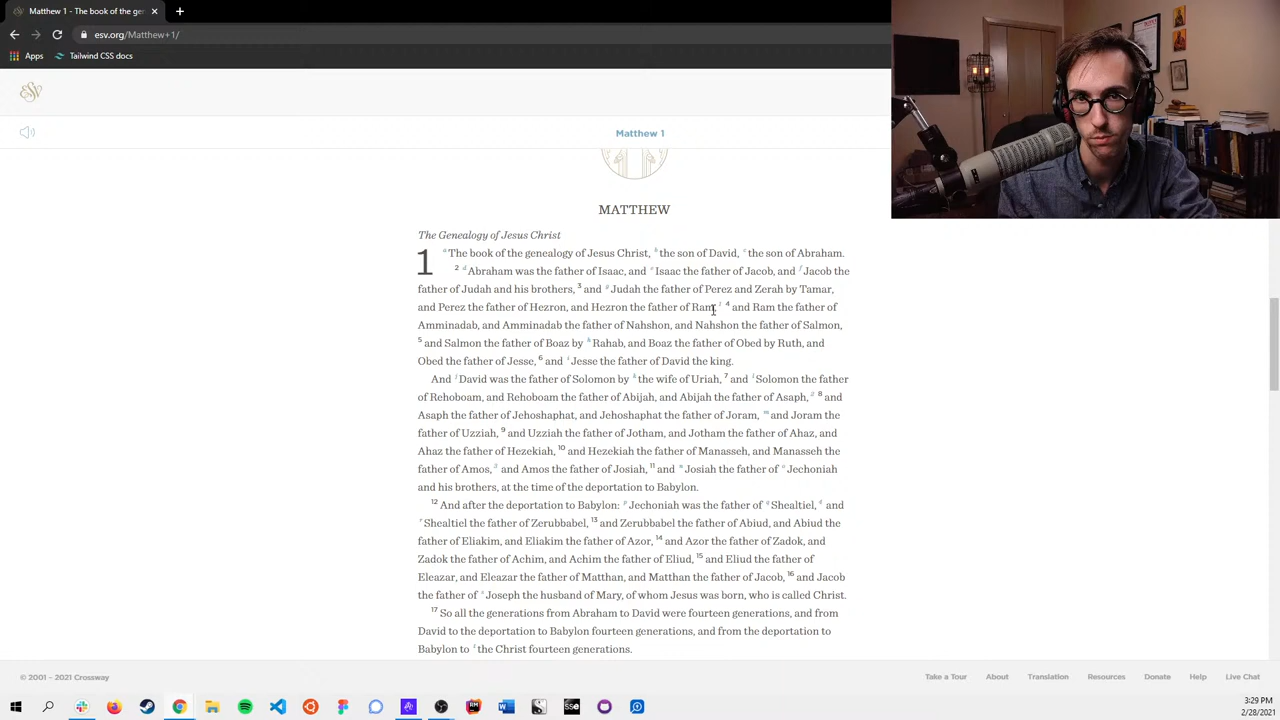 Matthew 1 - The book of the ge
esv.org/Matthew+1/
Apps Tailwind CSS docs
ESV
Matthew 1
MATTHEW
The Genealogy of Jesus Christ
1 a The book of the genealogy of Jesus Christ, b the son of David, c the son of Abraham.
2 d Abraham was the father of Isaac, and e Isaac the father of Jacob, and f Jacob the
father of Judah and his brothers, 3 and g Judah the father of Perez and Zerah by Tamar,
and Perez the father of Hezron, and Hezron the father of Ram, 1 4 and Ram the father of
Amminadab, and Amminadab the father of Nahshon, and Nahshon the father of Salmon,
5 and Salmon the father of Boaz by h Rahab, and Boaz the father of Obed by Ruth, and
Obed the father of Jesse, 6 and i Jesse the father of David the king.
And j David was the father of Solomon by k the wife of Uriah, 7 and l Solomon the father
of Rehoboam, and Rehoboam the father of Abijah, and Abijah the father of Asaph, 2 8 and
Asaph the father of Jehoshaphat, and Jehoshaphat the father of Joram, m and Joram the
father of Uzziah, 9 and Uzziah the father of Jotham, and Jotham the father of Ahaz, and
Ahaz the father of Hezekiah, 10 and Hezekiah the father of Manasseh, and Manasseh the
father of Amos, 3 and Amos the father of Josiah, 11 and n Josiah the father of o Jechoniah
and his brothers, at the time of the deportation to Babylon.
12 And after the deportation to Babylon: p Jechoniah was the father of q Shealtiel, 4 and
r Shealtiel the father of Zerubbabel, 13 and Zerubbabel the father of Abiud, and Abiud the
father of Eliakim, and Eliakim the father of Azor, 14 and Azor the father of Zadok, and
Zadok the father of Achim, and Achim the father of Eliud, 15 and Eliud the father of
Eleazar, and Eleazar the father of Matthan, and Matthan the father of Jacob, 16 and Jacob
the father of s Joseph the husband of Mary, of whom Jesus was born, who is called Christ.
17 So all the generations from Abraham to David were fourteen generations, and from
David to the deportation to Babylon fourteen generations, and from the deportation to
Babylon to t the Christ fourteen generations.
© 2001 – 2021 Crossway
Take a Tour About Translation Resources Donate Help Live Chat
3:29 PM
2/28/2021